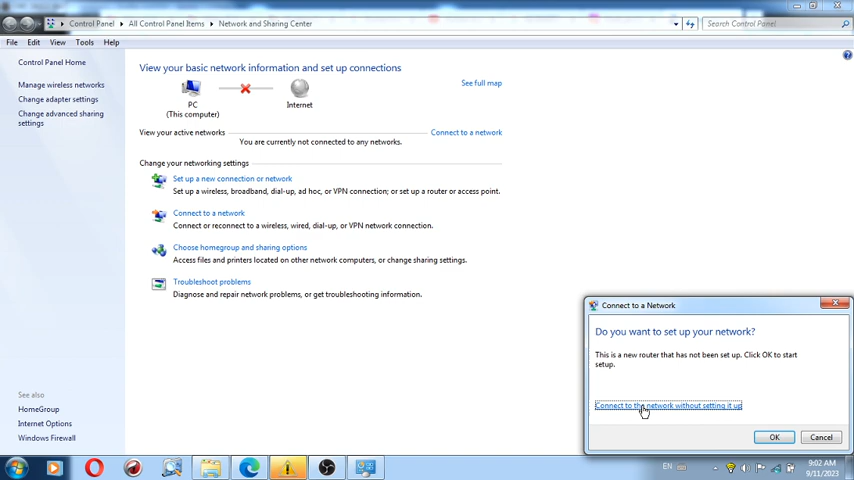 Control Panel
All Control Panel Items
Network and Sharing Center
Search Control Panel
File Edit View Tools Help
Control Panel Home
Manage wireless networks
Change adapter settings
Change advanced sharing
settings
View your basic network information and set up connections
See full map
PC
(This computer)
Internet
View your active networks
Connect to a network
You are currently not connected to any networks.
Change your networking settings
Set up a new connection or network
Set up a wireless, broadband, dial-up, ad hoc, or VPN connection; or set up a router or access point.
Connect to a network
Connect or reconnect to a wireless, wired, dial-up, or VPN network connection.
Choose homegroup and sharing options
Access files and printers located on other network computers, or change sharing settings.
Troubleshoot problems
Diagnose and repair network problems, or get troubleshooting information.
See also
HomeGroup
Internet Options
Windows Firewall
Connect to a Network
Do you want to set up your network?
This is a new router that has not been set up. Click OK to start
setup.
Connect to the network without setting it up
OK
Cancel
EN
9:02 AM
9/11/2023